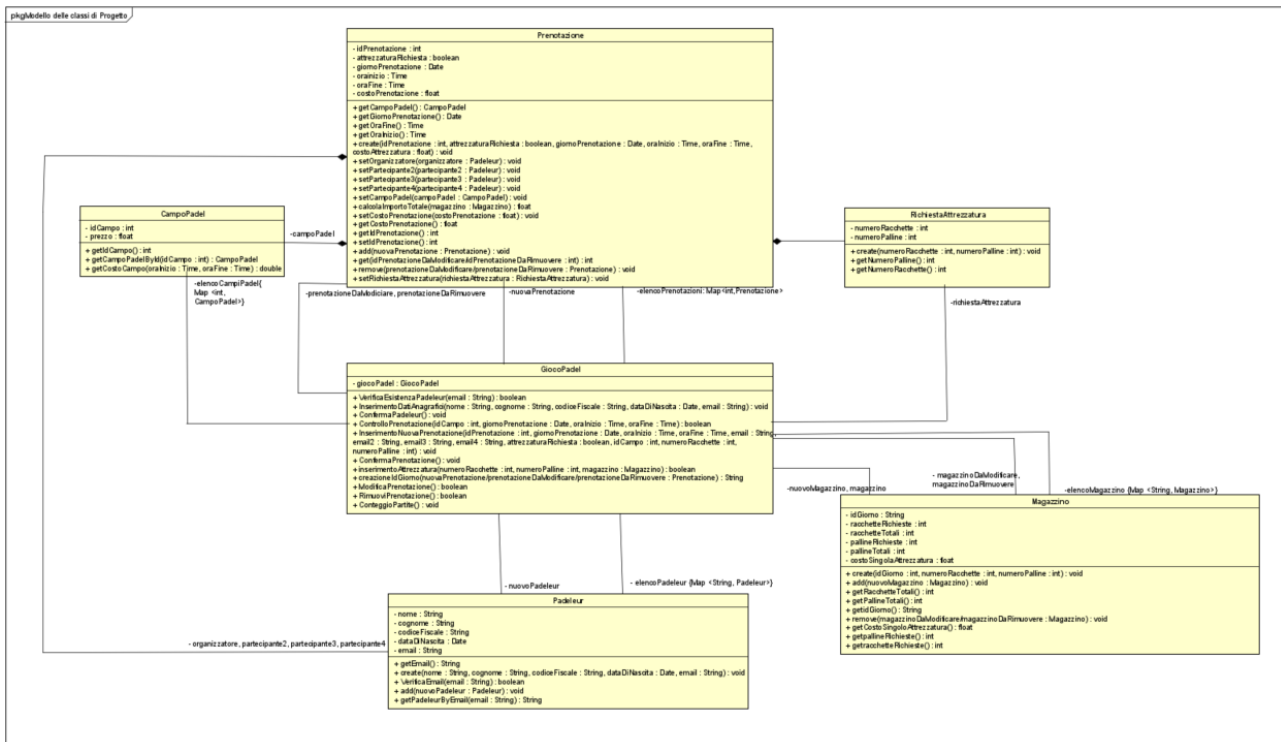 pkgModello delle classi di Progetto
Prenotazione
- idPrenotazione : int
- attrezzaturaRichiesta : boolean
- giornoPrenotazione : Date
- orainizio : Time
- oraFine : Time
- costoPrenotazione : float
+ getCampoPadel() : CampoPadel
+ getGiornoPrenotazione() : Date
+ getOraFine() : Time
+ getOraInizio() : Time
+ create(idPrenotazione : int, attrezzaturaRichiesta : boolean, giornoPrenotazione : Date, oraInizio : Time, oraFine : Time,
costoAttrezzatura : float) : void
+ setOrganizzatore(organizzatore : Padeleur) : void
+ setPartecipante2(partecipante2 : Padeleur) : void
+ setPartecipante3(partecipante3 : Padeleur) : void
+ setPartecipante4(partecipante4 : Padeleur) : void
+ setCampoPadel(campoPadel : CampoPadel) : void
+ calcolaImportoTotale(magazzino : Magazzino) : float
+ setCostoPrenotazione(costoPrenotazione : float) : void
+ getCostoPrenotazione() : float
+ getIdPrenotazione() : int
+ setIdPrenotazione() : int
+ add(nuovaPrenotazione : Prenotazione) : void
+ get(idPrenotazioneDaModificare/idPrenotazioneDaRimuovere : int) : int
+ remove(prenotazioneDaModificare/prenotazioneDaRimuovere : Prenotazione) : void
+ setRichiestaAttrezzatura(richiestaAttrezzatura : RichiestaAttrezzatura) : void
CampoPadel
- idCampo : int
- prezzo : float
+ getIdCampo() : int
+ getCampoPadelById(idCampo : int) : CampoPadel
+ getCostoCampo(oraInizio : Time, oraFine : Time) : double
-campoPadel
RichiestaAttrezzatura
- numeroRacchette : int
- numeroPalline : int
+ create(numeroRacchette : int, numeroPalline : int) : void
+ getNumeroPalline() : int
+ getNumeroRacchette() : int
-elencoCampiPadel{
Map <int,
CampoPadel>}
-prenotazioneDaModiciare, prenotazioneDaRimuovere
-nuovaPrenotazione
-elencoPrenotazioni: Map<int,Prenotazione>
-richiestaAttrezzatura
GiocoPadel
- giocoPadel : GiocoPadel
+ VerificaEsistenzaPadeleur(email : String) : boolean
+ InserimentoDatiAnagrafici(nome : String, cognome : String, codiceFiscale : String, dataDiNascita : Date, email : String) : void
+ ConfermaPadeleur() : void
+ ControlloPrenotazione(idCampo : int, giornoPrenotazione : Date, oraInizio : Time, oraFine : Time) : boolean
+ InserimentoNuovaPrenotazione(idPrenotazione : int, giornoPrenotazione : Date, oraInizio : Time, oraFine : Time, email : String,
email2 : String, email3 : String, email4 : String, attrezzaturaRichiesta : boolean, idCampo : int, numeroRacchette : int,
numeroPalline : int) : void
+ ConfermaPrenotazione() : void
+ inserimentoAttrezzatura(numeroRacchette : int, numeroPalline : int, magazzino : Magazzino) : boolean
+ creazioneIdGiorno(nuovaPrenotazione/prenotazioneDaModificare/prenotazioneDaRimuovere : Prenotazione) : String
+ ModificaPrenotazione() : boolean
+ RimuoviPrenotazione() : boolean
+ ConteggioPartite() : void
-nuovoMagazzino, magazzino
- magazzinoDaModificare,
magazzinoDaRimuovere
-elencoMagazzino {Map <String, Magazzino>}
Magazzino
- idGiorno : String
- racchetteRichieste : int
- racchetteTotali : int
- pallineRichieste : int
- pallineTotali : int
- costoSingolaAttrezzatura : float
+ create(idGiorno : int, numeroRacchette : int, numeroPalline : int) : void
+ add(nuovoMagazzino : Magazzino) : void
+ getRacchetteTotali() : int
+ getPallineTotali() : int
+ getidGiorno() : String
+ remove(magazzinoDaModificare/magazzinoDaRimuovere : Magazzino) : void
+ getCostoSingoloAttrezzatura() : float
+ getpallineRichieste() : int
+ getracchetteRichieste() : int
- nuovoPadeleur
- elencoPadeleur {Map <String, Padeleur>}
Padeleur
- nome : String
- cognome : String
- codiceFiscale : String
- dataDiNascita : Date
- email : String
+ getEmail() : String
+ create(nome : String, cognome : String, codiceFiscale : String, dataDiNascita : Date, email : String) : void
+ VerificaEmail(email : String) : boolean
+ add(nuovoPadeleur : Padeleur) : void
+ getPadeleurByEmail(email : String) : String
- organizzatore, partecipante2, partecipante3, partecipante4